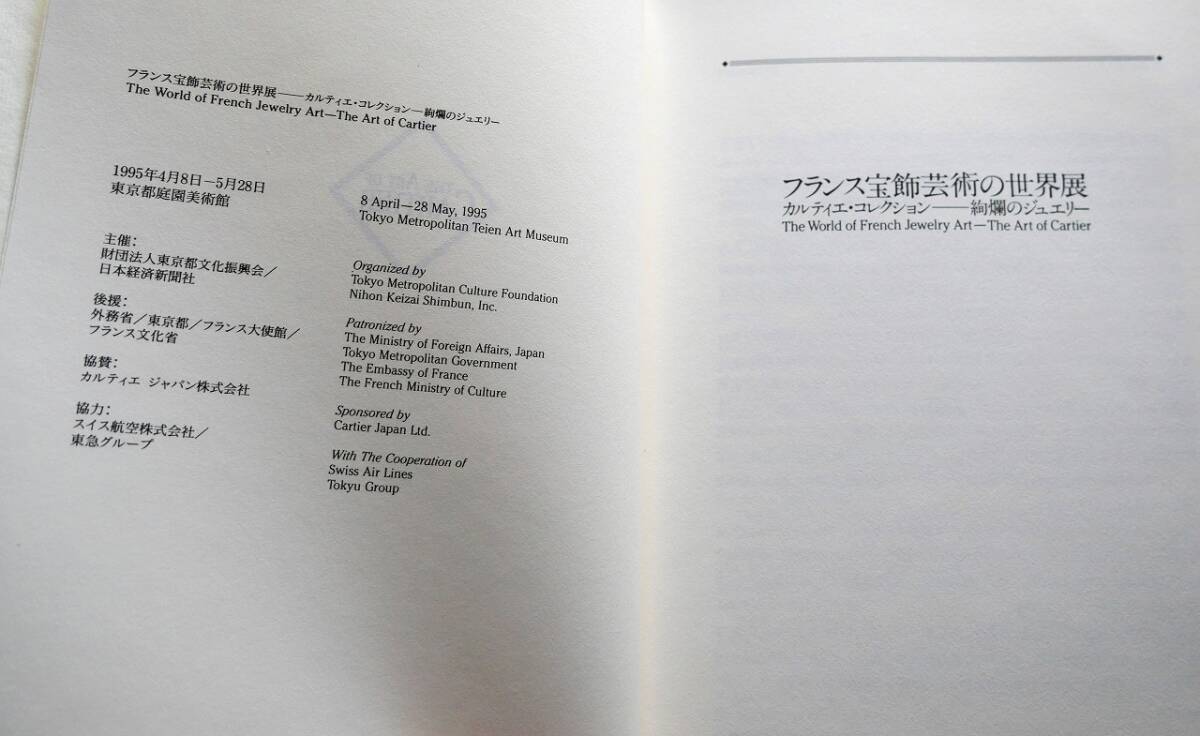 フランス宝飾芸術の世界展――カルティエ・コレクション―絢爛のジュエリー
The World of French Jewelry Art—The Art of Cartier
1995年4月8日－5月28日
東京都庭園美術館
主催：
財団法人東京都文化振興会／
日本経済新聞社
後援：
外務省／東京都／フランス大使館／
フランス文化省
協賛：
カルティエ ジャパン株式会社
協力：
スイス航空株式会社／
東急グループ
8 April—28 May, 1995
Tokyo Metropolitan Teien Art Museum
Organized by
Tokyo Metropolitan Culture Foundation
Nihon Keizai Shimbun, Inc.
Patronized by
The Ministry of Foreign Affairs, Japan
Tokyo Metropolitan Government
The Embassy of France
The French Ministry of Culture
Sponsored by
Cartier Japan Ltd.
With The Cooperation of
Swiss Air Lines
Tokyu Group
フランス宝飾芸術の世界展
カルティエ・コレクション――絢爛のジュエリー
The World of French Jewelry Art—The Art of Cartier